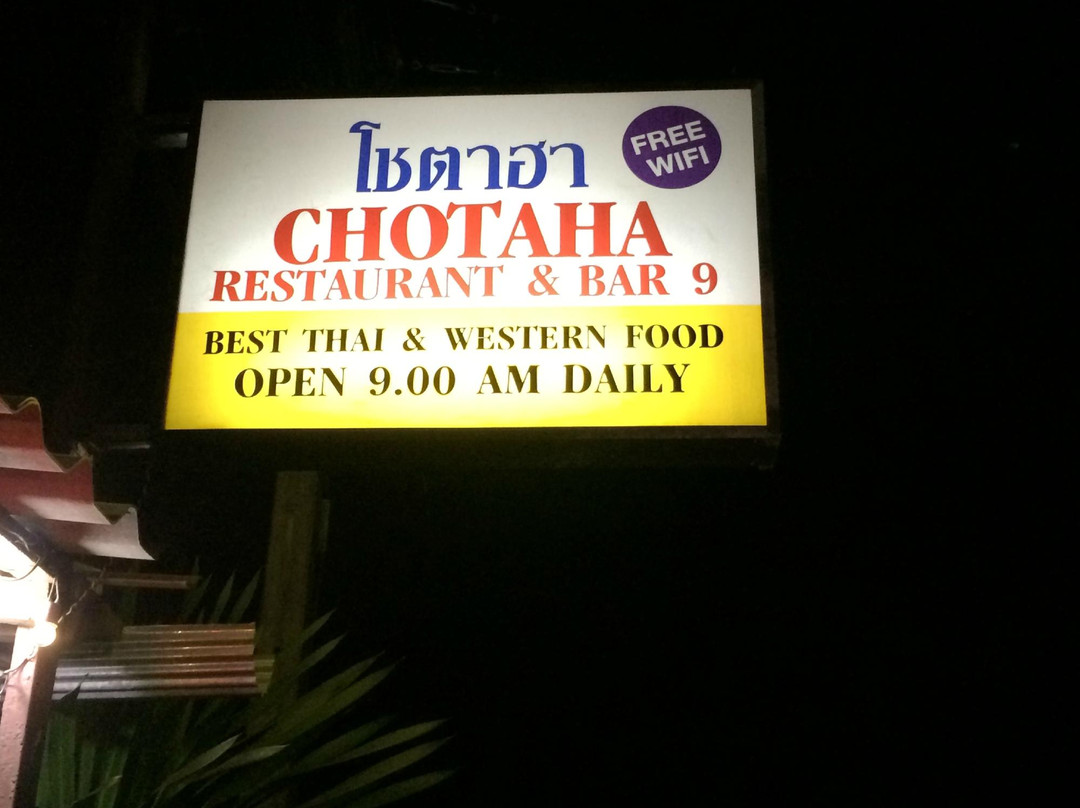 โชตาฮา
FREE
WIFI
CHOTAHA
RESTAURANT & BAR 9
BEST THAI & WESTERN FOOD
OPEN 9.00 AM DAILY